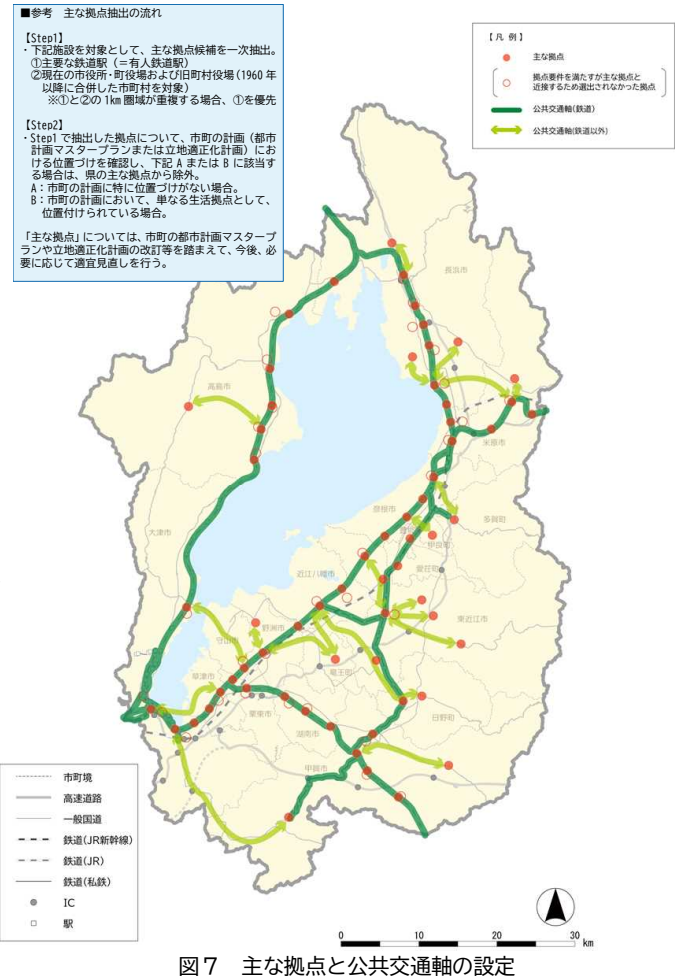 ■参考　主な拠点抽出の流れ
【Step1】
・下記施設を対象として、主な拠点候補を一次抽出。
①主要な鉄道駅（＝有人鉄道駅）
②現在の市役所・町役場および旧町村役場(1960 年
以降に合併した市町村を対象）
※①と②の 1km 圏域が重複する場合、①を優先
【Step2】
・Step1 で抽出した拠点について、市町の計画（都市
計画マスタープランまたは立地適正化計画）にお
ける位置づけを確認し、下記 A または B に該当す
る場合は、県の主な拠点から除外。
A：市町の計画に特に位置づけがない場合。
B：市町の計画において、単なる生活拠点として、
位置付けられている場合。
「主な拠点」については、市町の都市計画マスタープ
ランや立地適正化計画の改訂等を踏まえて、今後、必
要に応じて適宜見直しを行う。
【 凡 例 】
主な拠点
拠点要件を満たすが主な拠点と
近接するため選出されなかった拠点
公共交通軸(鉄道)
公共交通軸(鉄道以外)
長浜市
高島市
米原市
彦根市
多賀町
甲良町
愛荘町
大津市
近江八幡市
東近江市
野洲市
守山市
竜王町
草津市
栗東市
日野町
湖南市
甲賀市
市町境
高速道路
一般国道
鉄道(JR新幹線)
鉄道(JR)
鉄道(私鉄)
IC
駅
0 10 20 30
km
図７　主な拠点と公共交通軸の設定